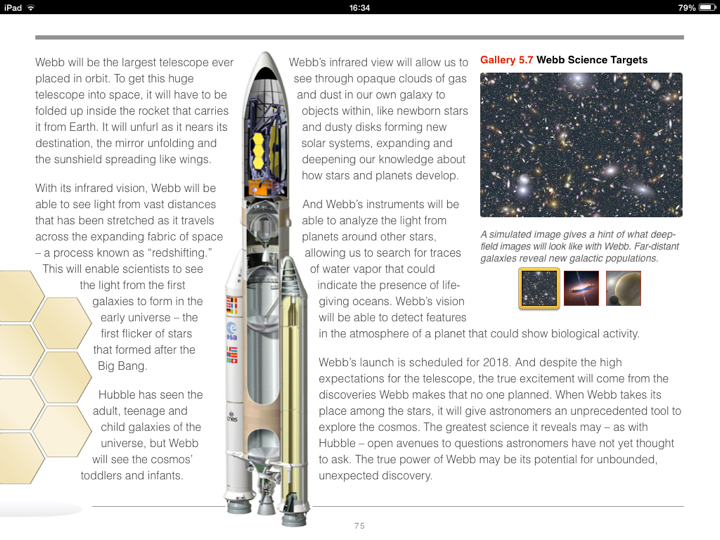 iPad
16:34
79%
Webb will be the largest telescope ever
placed in orbit. To get this huge
telescope into space, it will have to be
folded up inside the rocket that carries
it from Earth. It will unfurl as it nears its
destination, the mirror unfolding and
the sunshield spreading like wings.
With its infrared vision, Webb will be
able to see light from vast distances
that has been stretched as it travels
across the expanding fabric of space
– a process known as “redshifting.”
This will enable scientists to see
the light from the first
galaxies to form in the
early universe – the
first flicker of stars
that formed after the
Big Bang.
Hubble has seen the
adult, teenage and
child galaxies of the
universe, but Webb
will see the cosmos’
toddlers and infants.
esa
cnes
Webb’s infrared view will allow us to
see through opaque clouds of gas
and dust in our own galaxy to
objects within, like newborn stars
and dusty disks forming new
solar systems, expanding and
deepening our knowledge about
how stars and planets develop.
And Webb’s instruments will be
able to analyze the light from
planets around other stars,
allowing us to search for traces
of water vapor that could
indicate the presence of life-
giving oceans. Webb’s vision
will be able to detect features
in the atmosphere of a planet that could show biological activity.
Webb’s launch is scheduled for 2018. And despite the high
expectations for the telescope, the true excitement will come from the
discoveries Webb makes that no one planned. When Webb takes its
place among the stars, it will give astronomers an unprecedented tool to
explore the cosmos. The greatest science it reveals may – as with
Hubble – open avenues to questions astronomers have not yet thought
to ask. The true power of Webb may be its potential for unbounded,
unexpected discovery.
Gallery 5.7 Webb Science Targets
A simulated image gives a hint of what deep-
field images will look like with Webb. Far-distant
galaxies reveal new galactic populations.
75